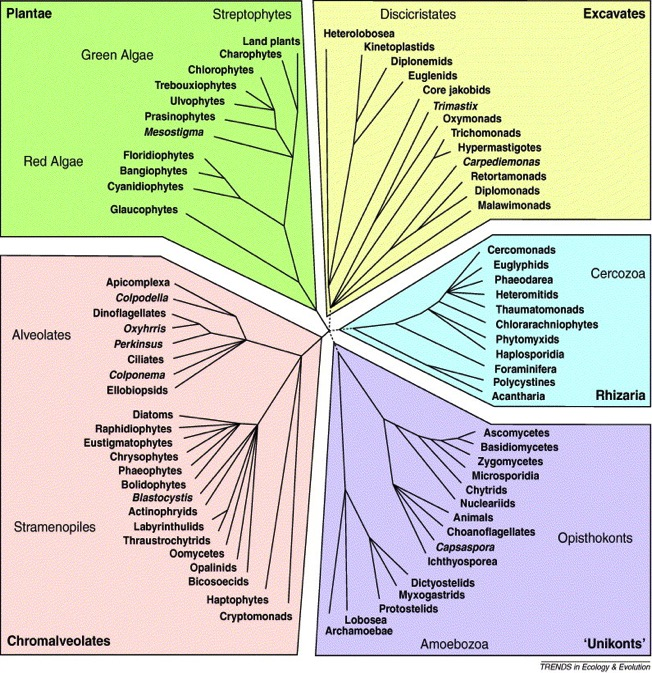 Plantae
Streptophytes
Land plants
Charophytes
Green Algae
Chlorophytes
Trebouxiophytes
Ulvophytes
Prasinophytes
Mesostigma
Red Algae
Floridiophytes
Bangiophytes
Cyanidiophytes
Glaucophytes
Discicristates
Excavates
Heterolobosea
Kinetoplastids
Diplonemids
Euglenids
Core jakobids
Trimastix
Oxymonads
Trichomonads
Hypermastigotes
Carpediemonas
Retortamonads
Diplomonads
Malawimonads
Cercomonads
Euglyphids
Phaeodarea
Cercozoa
Heteromitids
Thaumatomonads
Chlorarachniophytes
Phytomyxids
Haplosporidia
Foraminifera
Polycystines
Acantharia
Rhizaria
Apicomplexa
Colpodella
Dinoflagellates
Alveolates
Oxyhrris
Perkinsus
Ciliates
Colponema
Ellobiopsids
Diatoms
Raphidiophytes
Eustigmatophytes
Chrysophytes
Phaeophytes
Bolidophytes
Blastocystis
Actinophryids
Stramenopiles
Labyrinthulids
Thraustrochytrids
Oomycetes
Opalinids
Bicosoecids
Haptophytes
Cryptomonads
Chromalveolates
Ascomycetes
Basidiomycetes
Zygomycetes
Microsporidia
Chytrids
Nucleariids
Animals
Choanoflagellates
Opisthokonts
Capsaspora
Ichthyosporea
Dictyostelids
Myxogastrids
Protostelids
Lobosea
Archamoebae
Amoebozoa
'Unikonts'
TRENDS in Ecology & Evolution